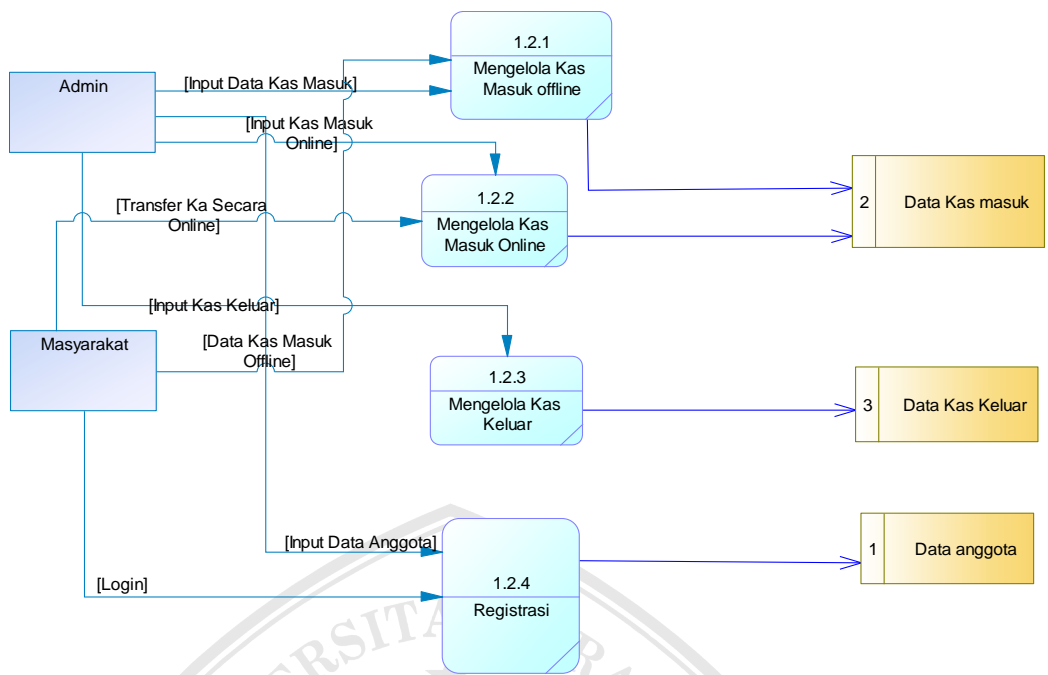 1.2.1
Mengelola Kas
Masuk offline
Admin
[Input Data Kas Masuk]
[Input Kas Masuk
Online]
2
Data Kas masuk
1.2.2
Mengelola Kas
Masuk Online
[Transfer Ka Secara
Online]
[Input Kas Keluar]
Masyarakat
[Data Kas Masuk
Offline]
1.2.3
Mengelola Kas
Keluar
3
Data Kas Keluar
[Input Data Anggota]
1
Data anggota
[Login]
1.2.4
Registrasi